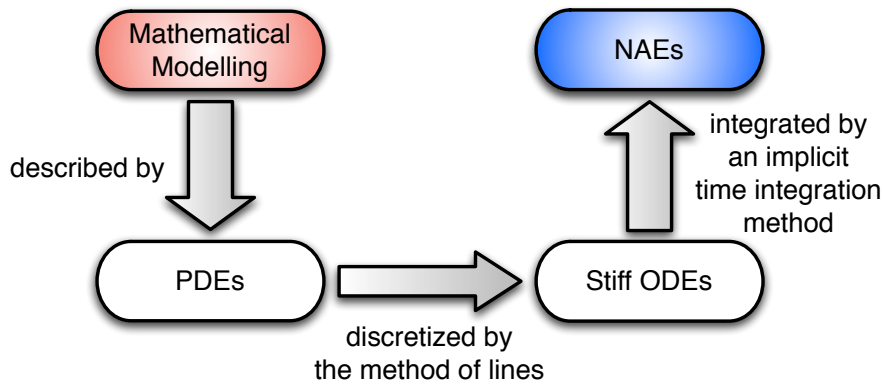 Mathematical
Modelling
described by
PDEs
discretized by
the method of lines
Stiff ODEs
integrated by
an implicit
time integration
method
NAEs